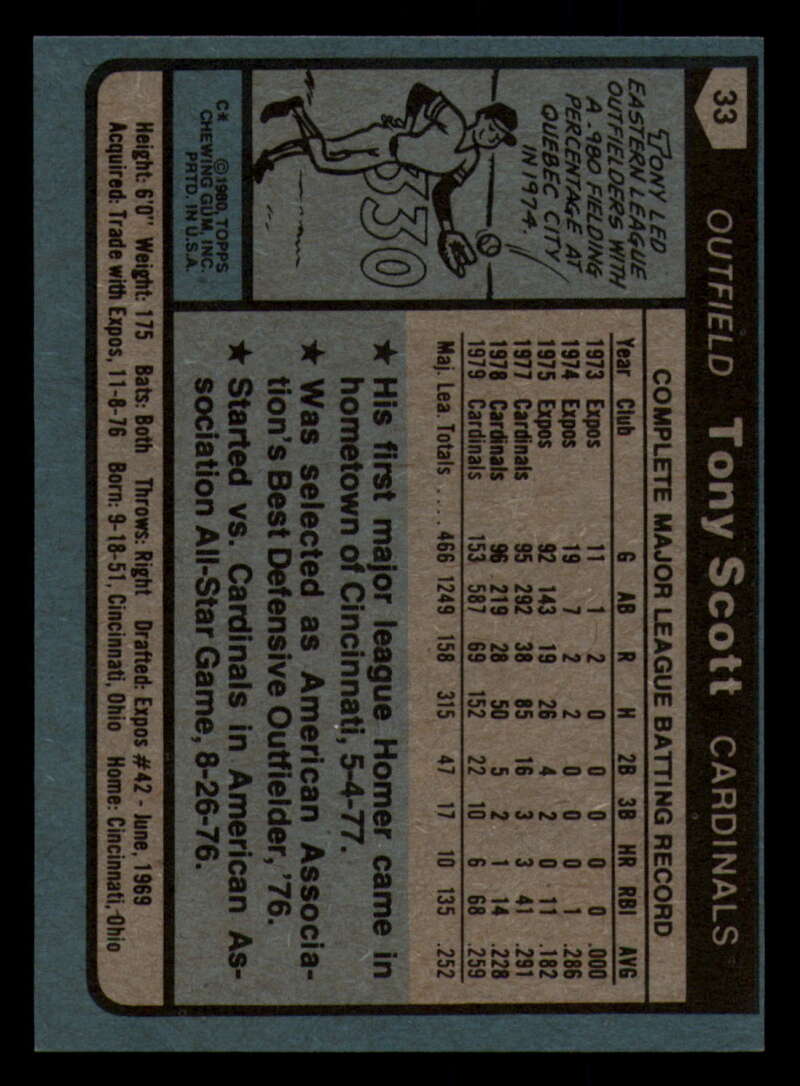 33
OUTFIELD Tony Scott CARDINALS
TONY LED
EASTERN LEAGUE
OUTFIELDERS WITH
A .980 FIELDING
PERCENTAGE AT
QUEBEC CITY
IN 1974.
330
C* ©1980, TOPPS
CHEWING GUM, INC.
PRTD. IN U.S.A.
COMPLETE MAJOR LEAGUE BATTING RECORD
Year Club G AB R H 2B 3B HR RBI AVG
1973 Expos 11 1 2 0 0 0 0 0 .000
1974 Expos 19 7 2 2 0 0 0 1 .286
1975 Expos 92 143 19 26 4 2 0 11 .182
1977 Cardinals 95 292 38 85 16 3 3 41 .291
1978 Cardinals 96 219 28 50 5 2 1 14 .228
1979 Cardinals 153 587 69 152 22 10 6 68 .259
Maj. Lea. Totals .... 466 1249 158 315 47 17 10 135 .252
★ His first major league Homer came in
hometown of Cincinnati, 5-4-77.
★ Was selected as American Associa-
tion's Best Defensive Outfielder, '76.
★ Started vs. Cardinals in American As-
sociation All-Star Game, 8-26-76.
Height: 6'0" Weight: 175 Bats: Both Throws: Right Drafted: Expos #42 - June, 1969
Acquired: Trade with Expos, 11-8-76 Born: 9-18-51, Cincinnati, Ohio Home: Cincinnati, Ohio